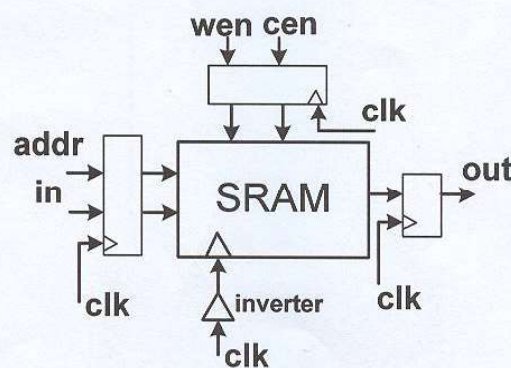 wen cen
clk
addr
in
SRAM
out
clk
inverter
clk
clk